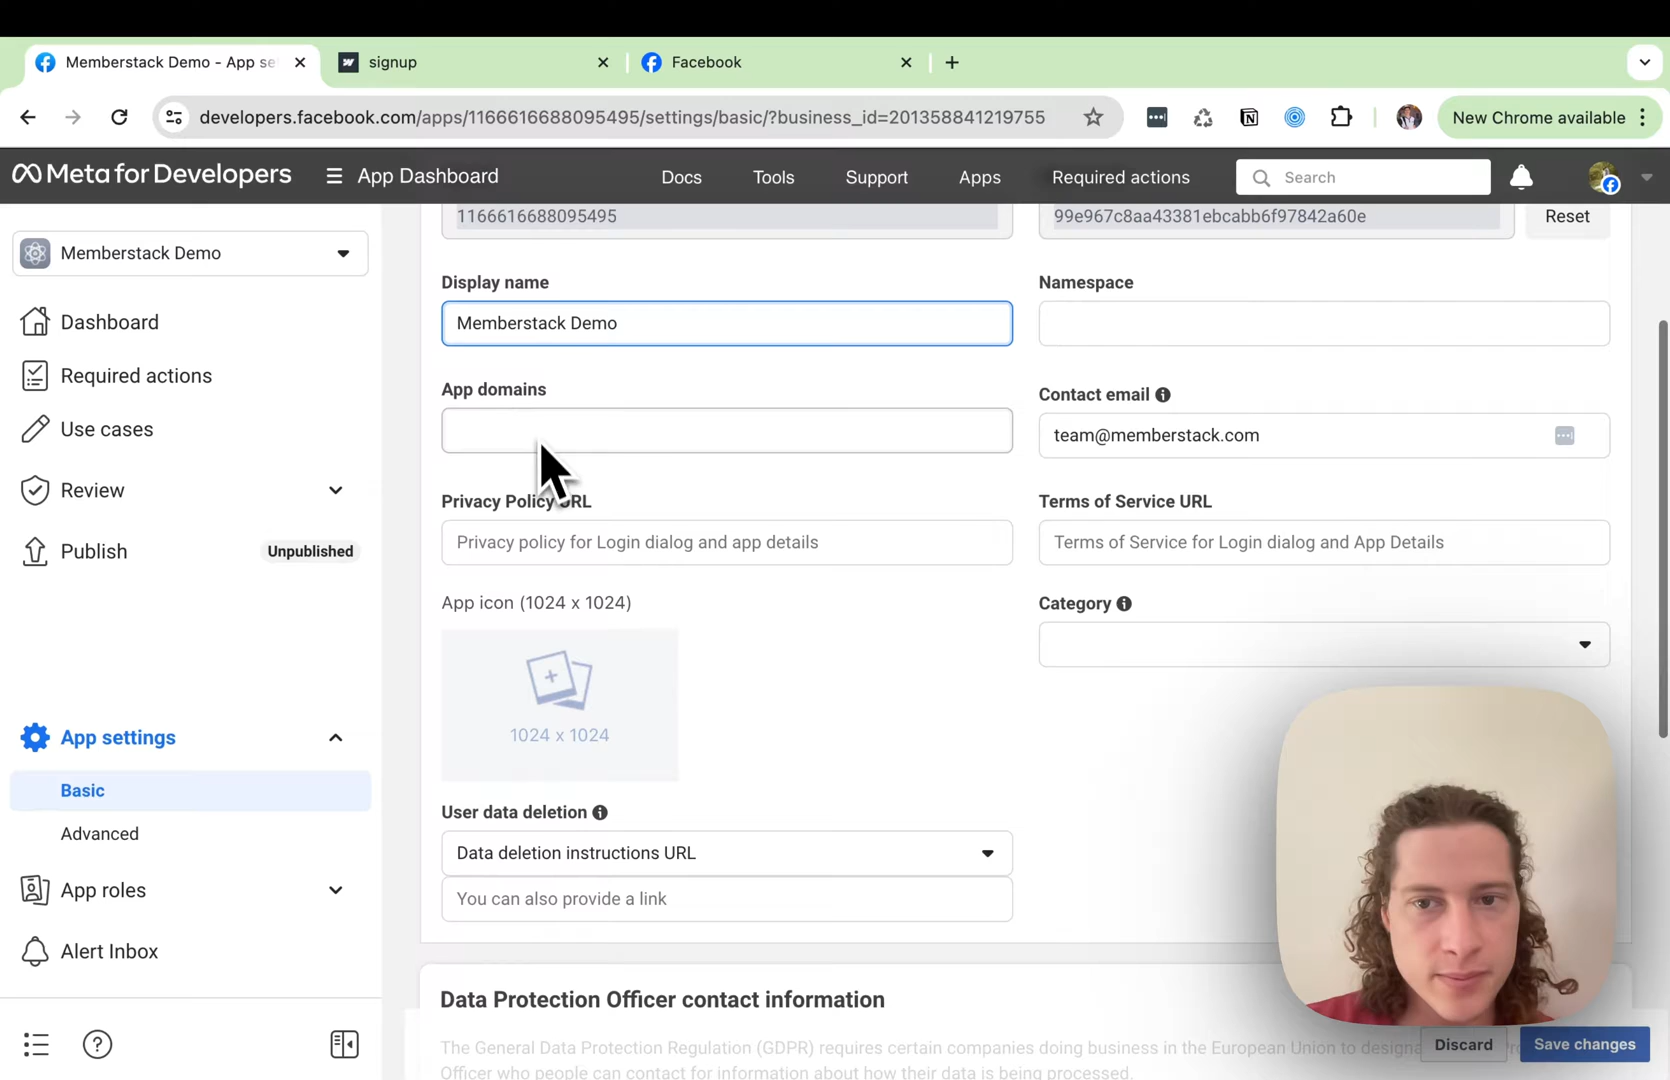 Memberstack Demo - App se
signup
Facebook
developers.facebook.com/apps/1166616688095495/settings/basic/?business_id=201358841219755
New Chrome available
Meta for Developers
App Dashboard
Docs
Tools
Support
Apps
Required actions
Search
Memberstack Demo
Dashboard
Required actions
Use cases
Review
Publish
Unpublished
App settings
Basic
Advanced
App roles
Alert Inbox
1166616688095495
99e967c8aa43381ebcabb6f97842a60e
Reset
Display name
Memberstack Demo
Namespace
App domains
Contact email
team@memberstack.com
Privacy Policy URL
Privacy policy for Login dialog and app details
Terms of Service URL
Terms of Service for Login dialog and App Details
App icon (1024 x 1024)
1024 x 1024
Category
User data deletion
Data deletion instructions URL
You can also provide a link
Data Protection Officer contact information
The General Data Protection Regulation (GDPR) requires certain companies doing business in the European Union to designa
Officer who people can contact for information about how their data is being processed.
Discard
Save changes